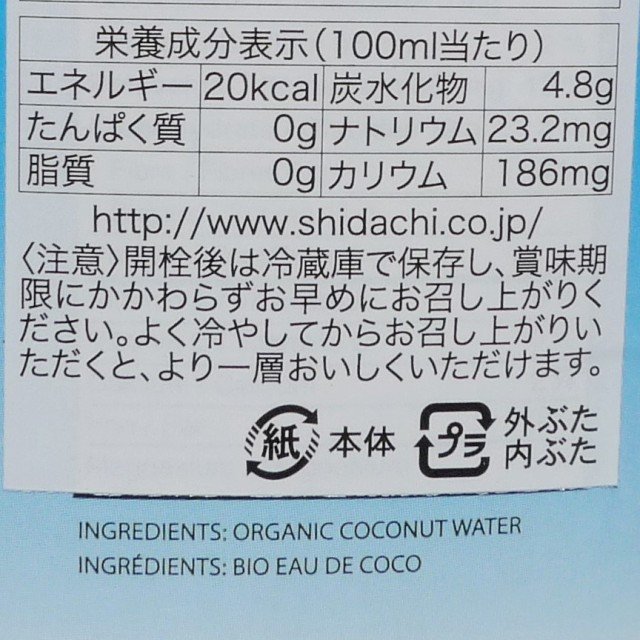 栄養成分表示(100ml当たり)
エネルギー 20kcal 炭水化物 4.8g
たんぱく質 0g ナトリウム 23.2mg
脂質 0g カリウム 186mg
http://www.shidachi.co.jp/
〈注意〉開栓後は冷蔵庫で保存し、賞味期
限にかかわらずお早めにお召し上がりく
ださい。よく冷やしてからお召し上がりい
ただくと、より一層おいしくいただけます。
紙 本体 プラ 外ぶた
内ぶた
INGREDIENTS: ORGANIC COCONUT WATER
INGRÉDIENTS: BIO EAU DE COCO